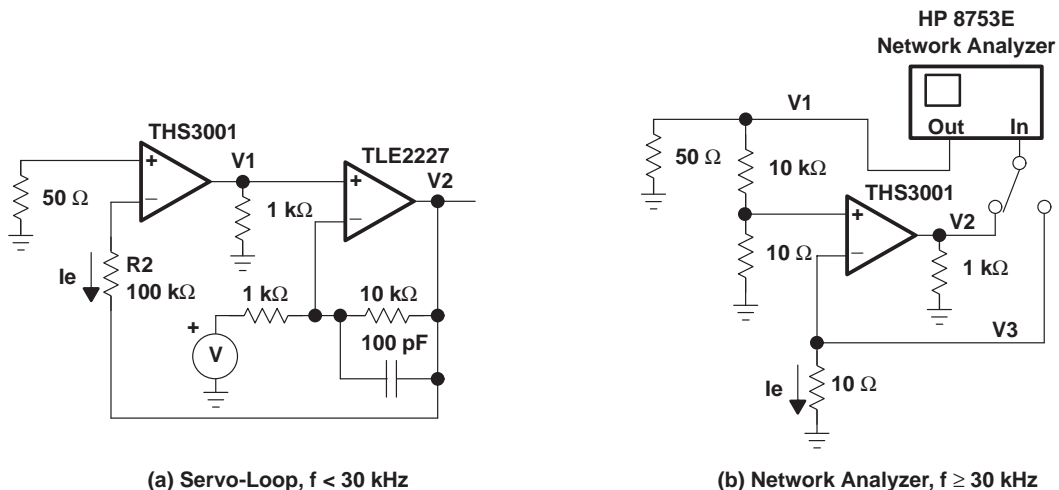 HP 8753E
Network Analyzer
Out In
THS3001
+
−
50 Ω
V1
1 kΩ
TLE2227
+
−
V2
Ie
R2
100 kΩ
1 kΩ
10 kΩ
100 pF
+
V
(a) Servo-Loop, f < 30 kHz
V1
50 Ω
10 kΩ
THS3001
+
−
10 Ω
V2
1 kΩ
V3
Ie
10 Ω
(b) Network Analyzer, f ≥ 30 kHz